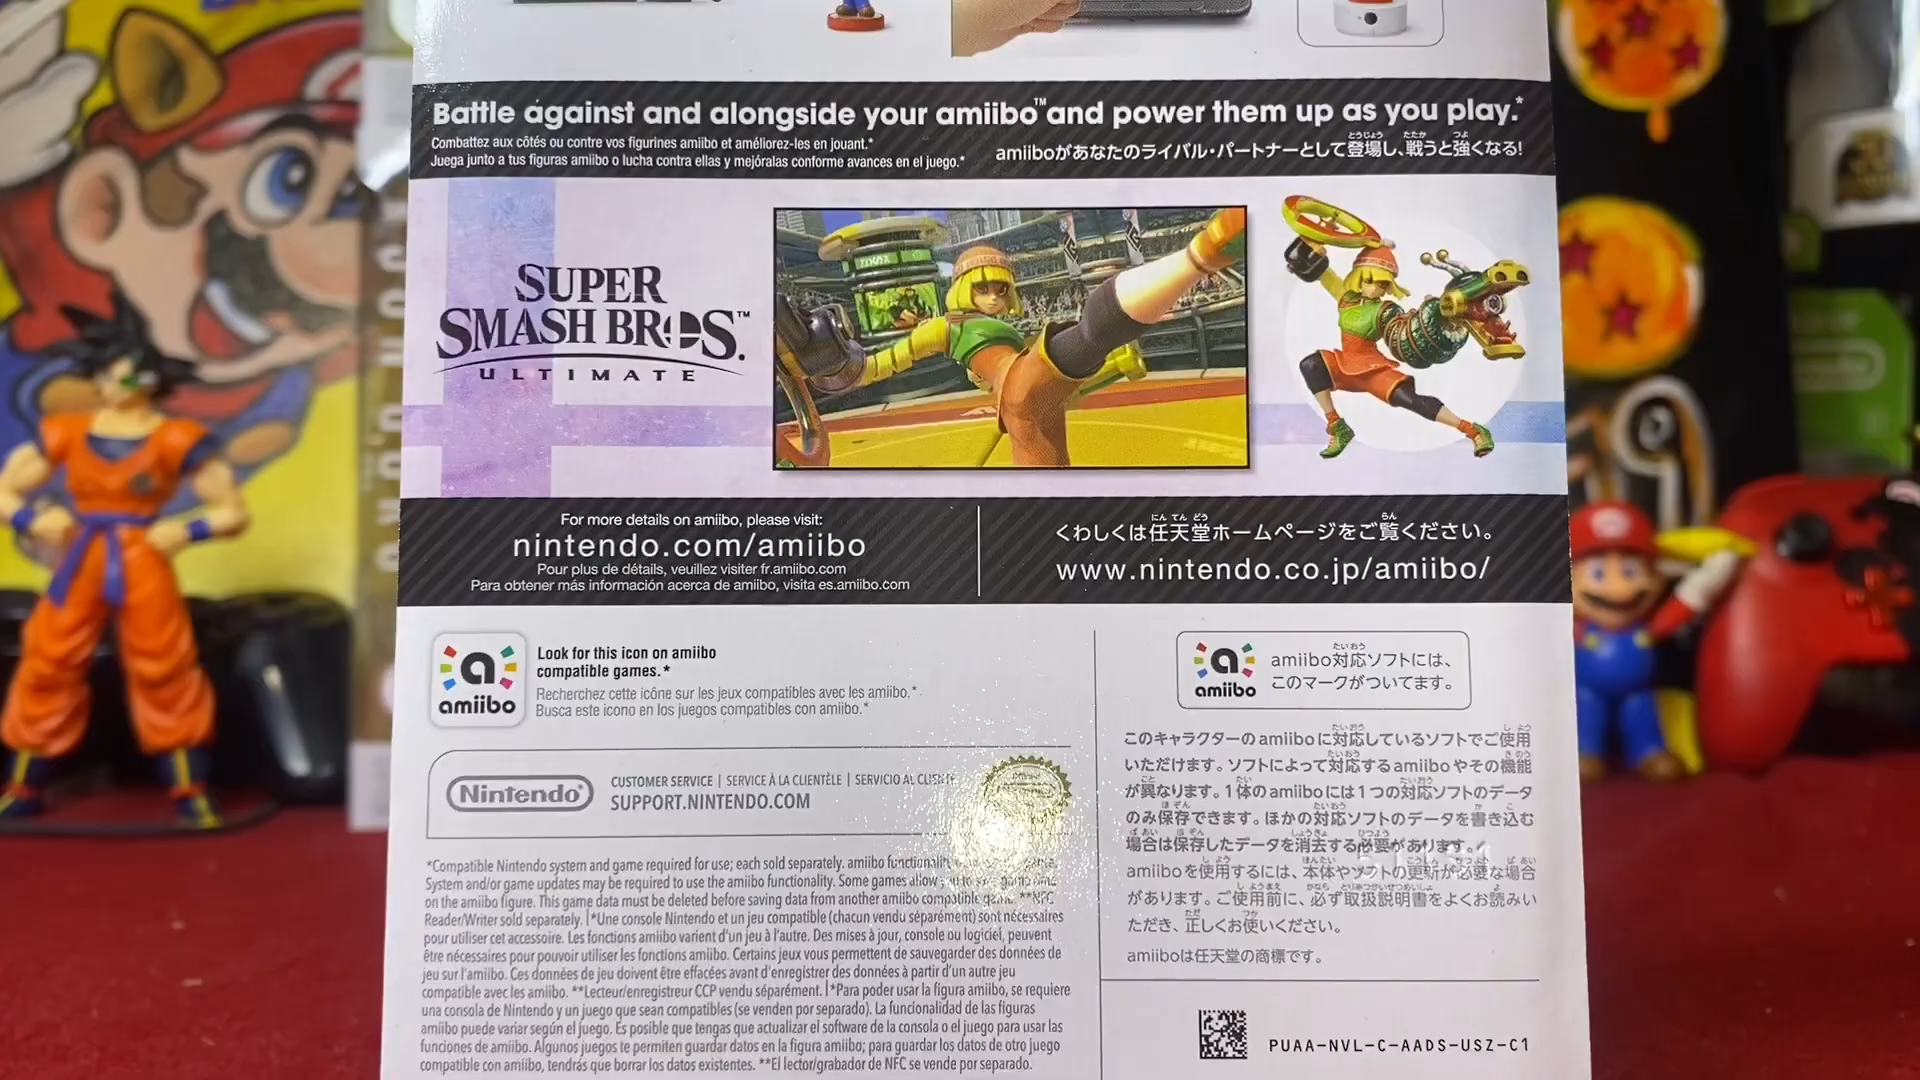 Battle against and alongside your amiibo™ and power them up as you play.*
Combattez aux côtés ou contre vos figurines amiibo et améliorez-les en jouant.*
Juega junto a tus figuras amiibo o lucha contra ellas y mejóralas conforme avances en el juego.*
amiiboがあなたのライバル・パートナーとして登場し、戦うと強くなる!
SUPER
SMASH BROS.™
ULTIMATE
For more details on amiibo, please visit:
nintendo.com/amiibo
Pour plus de détails, veuillez visiter fr.amiibo.com
Para obtener más información acerca de amiibo, visita es.amiibo.com
くわしくは任天堂ホームページをご覧ください。
www.nintendo.co.jp/amiibo/
amiibo
Look for this icon on amiibo
compatible games.*
Recherchez cette icône sur les jeux compatibles avec les amiibo.*
Busca este icono en los juegos compatibles con amiibo.*
Nintendo
CUSTOMER SERVICE | SERVICE À LA CLIENTÈLE | SERVICIO AL
SUPPORT.NINTENDO.COM
*Compatible Nintendo system and game required for use; each sold separately. amiibo
System and/or game updates may be required to use the amiibo functionality. Some games allow
on the amiibo figure. This game data must be deleted before saving data from another amiibo compatible **NFC
Reader/Writer sold separately. | *Une console Nintendo et un jeu compatible (chacun vendu séparément) sont nécessaires
pour utiliser cet accessoire. Les fonctions amiibo varient d'un jeu à l'autre. Des mises à jour, console ou logiciel, peuvent
être nécessaires pour pouvoir utiliser les fonctions amiibo. Certains jeux vous permettent de sauvegarder des données de
jeu sur l'amiibo. Ces données de jeu doivent être effacées avant d'enregistrer des données à partir d'un autre jeu
compatible avec les amiibo. **Lecteur/enregistreur CCP vendu séparément. | *Para poder usar la figura amiibo, se requiere
una consola de Nintendo y un juego que sean compatibles (se venden por separado). La funcionalidad de las figuras
amiibo puede variar según el juego. Es posible que tengas que actualizar el software de la consola o el juego para usar las
funciones de amiibo. Algunos juegos te permiten guardar datos en la figura amiibo; para guardar los datos de otro juego
compatible con amiibo, tendrás que borrar los datos existentes. **El lector/grabador de NFC se vende por separado.
amiibo
amiibo対応ソフトには、
このマークがついてます。
このキャラクターのamiiboに対応しているソフトでご使用
いただけます。ソフトによって対応するamiiboやその機能
が異なります。1体のamiiboには1つの対応ソフトのデータ
のみ保存できます。ほかの対応ソフトのデータを書き込む
場合は保存したデータを消去する必要があります。
amiiboを使用するには、本体やソフトの更新が必要な場合
があります。ご使用前に、必ず取扱説明書をよくお読みい
ただき、正しくお使いください。
amiiboは任天堂の商標です。
PUAA-NVL-C-AADS-USZ-C1